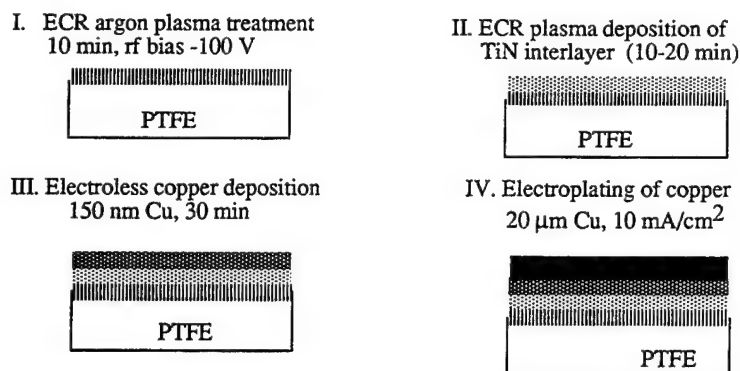 I. ECR argon plasma treatment
10 min, rf bias -100 V
PTFE
II. ECR plasma deposition of
TiN interlayer (10-20 min)
PTFE
III. Electroless copper deposition
150 nm Cu, 30 min
PTFE
IV. Electroplating of copper
20 μm Cu, 10 mA/cm²
PTFE